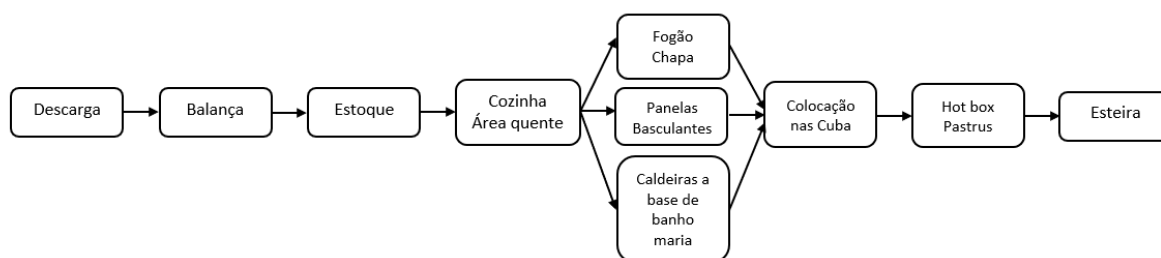 Descarga
Balança
Estoque
Cozinha
Área quente
Fogão
Chapa
Panelas
Basculantes
Caldeiras a
base de
banho
maria
Colocação
nas Cuba
Hot box
Pastrus
Esteira